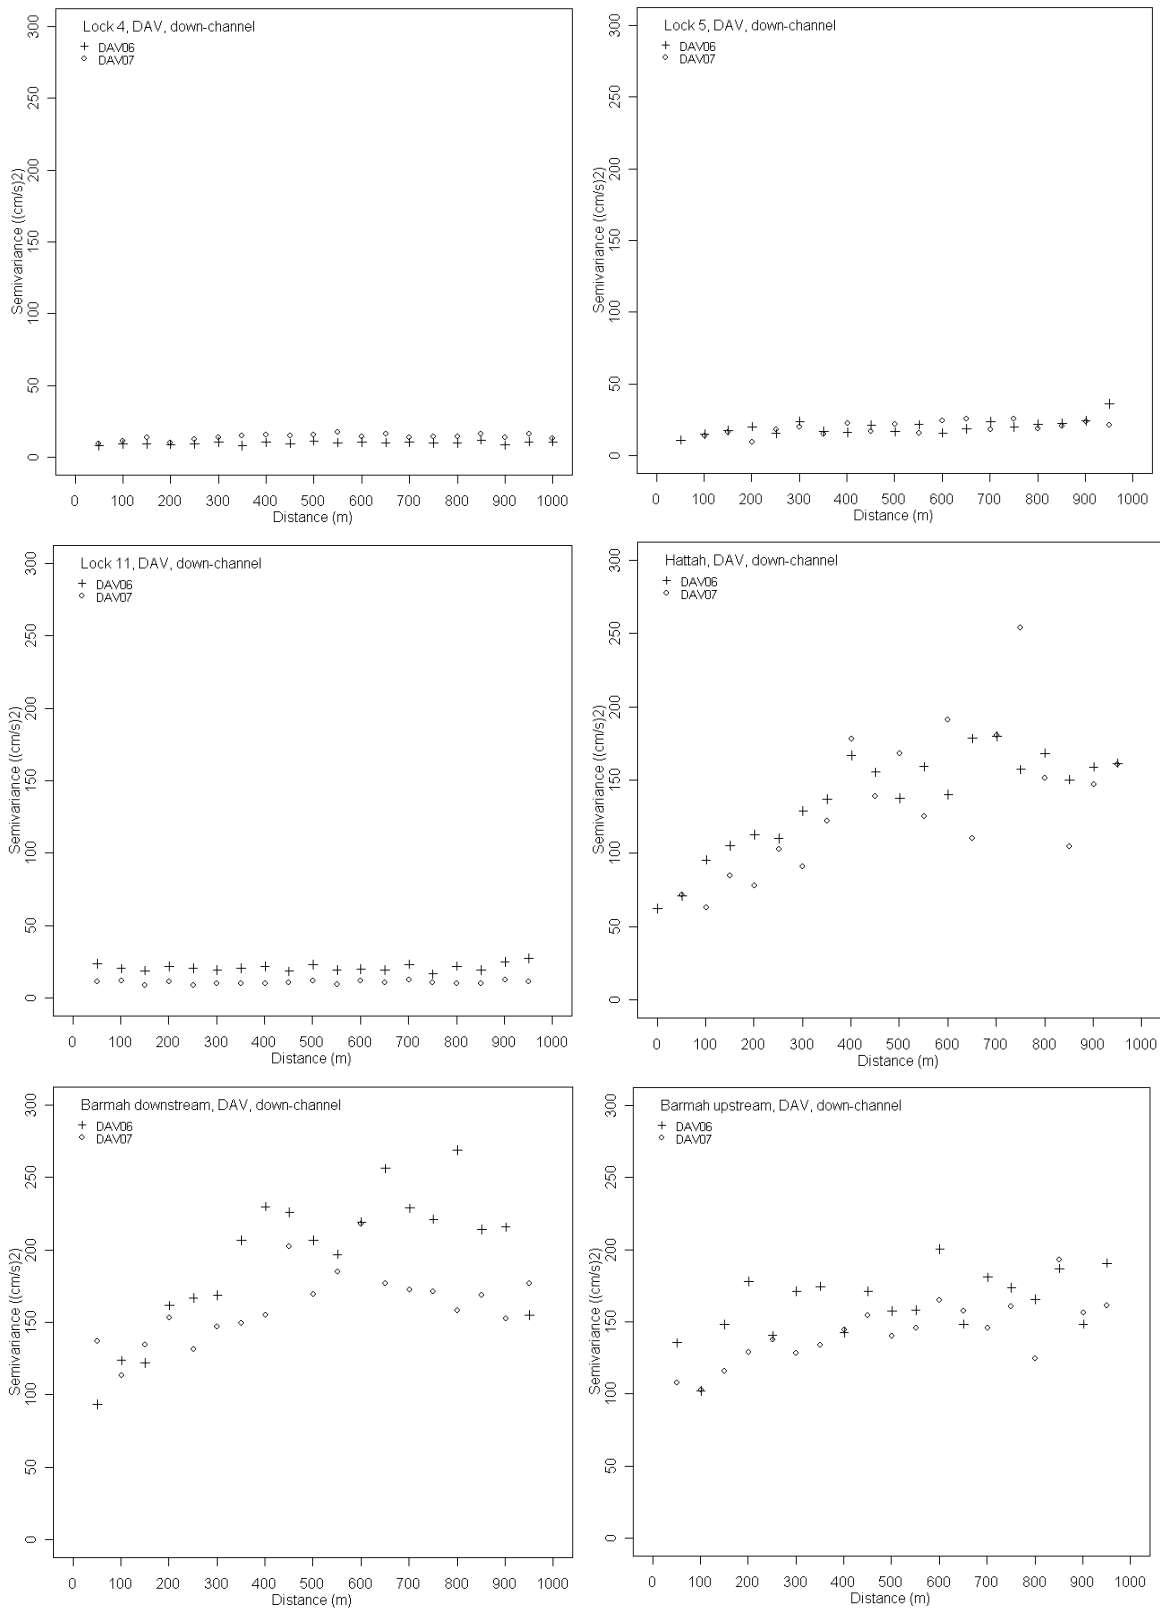 Lock 4, DAV, down-channel
+ DAV06
○ DAV07
Semivariance ((cm/s)2)
300
250
200
150
100
50
0
0 100 200 300 400 500 600 700 800 900 1000
Distance (m)
Lock 5, DAV, down-channel
+ DAV06
○ DAV07
Semivariance ((cm/s)2)
300
250
200
150
100
50
0
0 100 200 300 400 500 600 700 800 900 1000
Distance (m)
Lock 11, DAV, down-channel
+ DAV06
○ DAV07
Semivariance ((cm/s)2)
300
250
200
150
100
50
0
0 100 200 300 400 500 600 700 800 900 1000
Distance (m)
Hattah, DAV, down-channel
+ DAV06
○ DAV07
Semivariance ((cm/s)2)
300
250
200
150
100
50
0
0 100 200 300 400 500 600 700 800 900 1000
Distance (m)
Barmah downstream, DAV, down-channel
+ DAV06
○ DAV07
Semivariance ((cm/s)2)
300
250
200
150
100
50
0
0 100 200 300 400 500 600 700 800 900 1000
Distance (m)
Barmah upstream, DAV, down-channel
+ DAV06
○ DAV07
Semivariance ((cm/s)2)
300
250
200
150
100
50
0
0 100 200 300 400 500 600 700 800 900 1000
Distance (m)